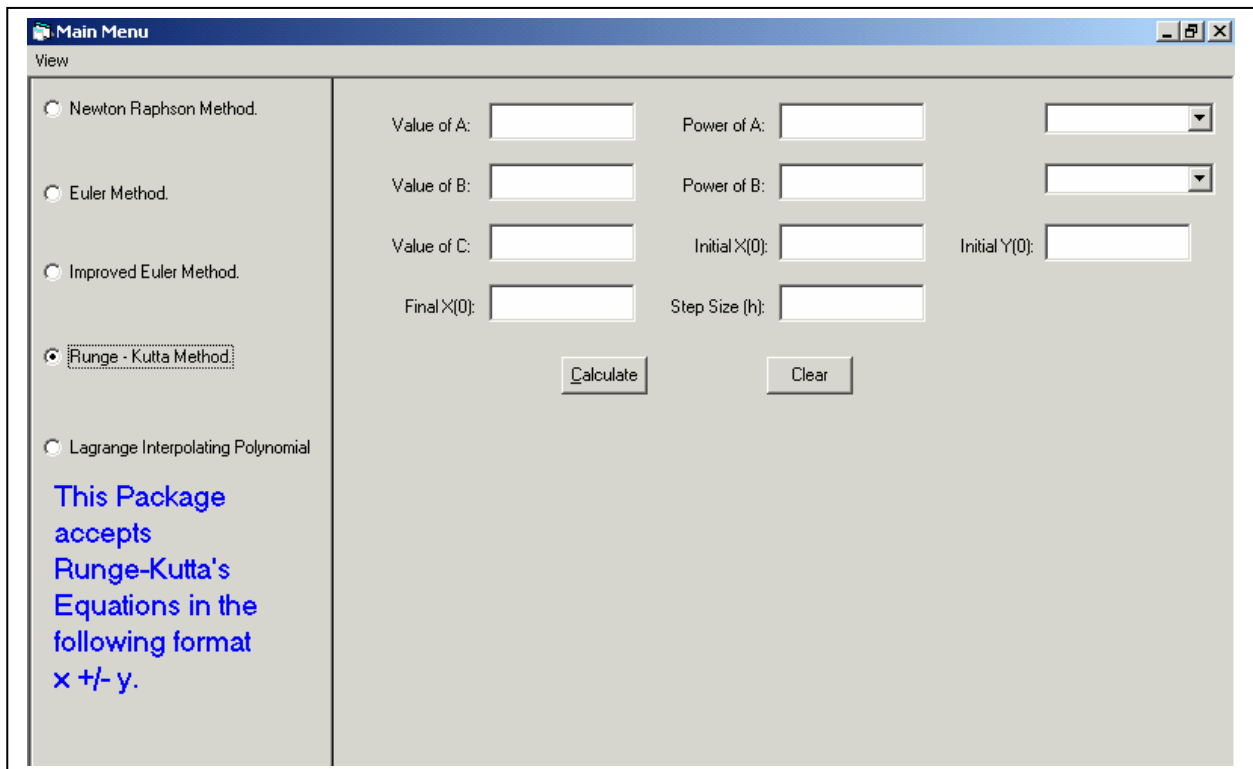 Main Menu
View
Newton Raphson Method.
Euler Method.
Improved Euler Method.
Runge - Kutta Method.
Lagrange Interpolating Polynomial
This Package
accepts
Runge-Kutta's
Equations in the
following format
x +/- y.
Value of A:
Power of A:
Value of B:
Power of B:
Value of C:
Initial X(0):
Initial Y(0):
Final X(0):
Step Size (h):
Calculate
Clear